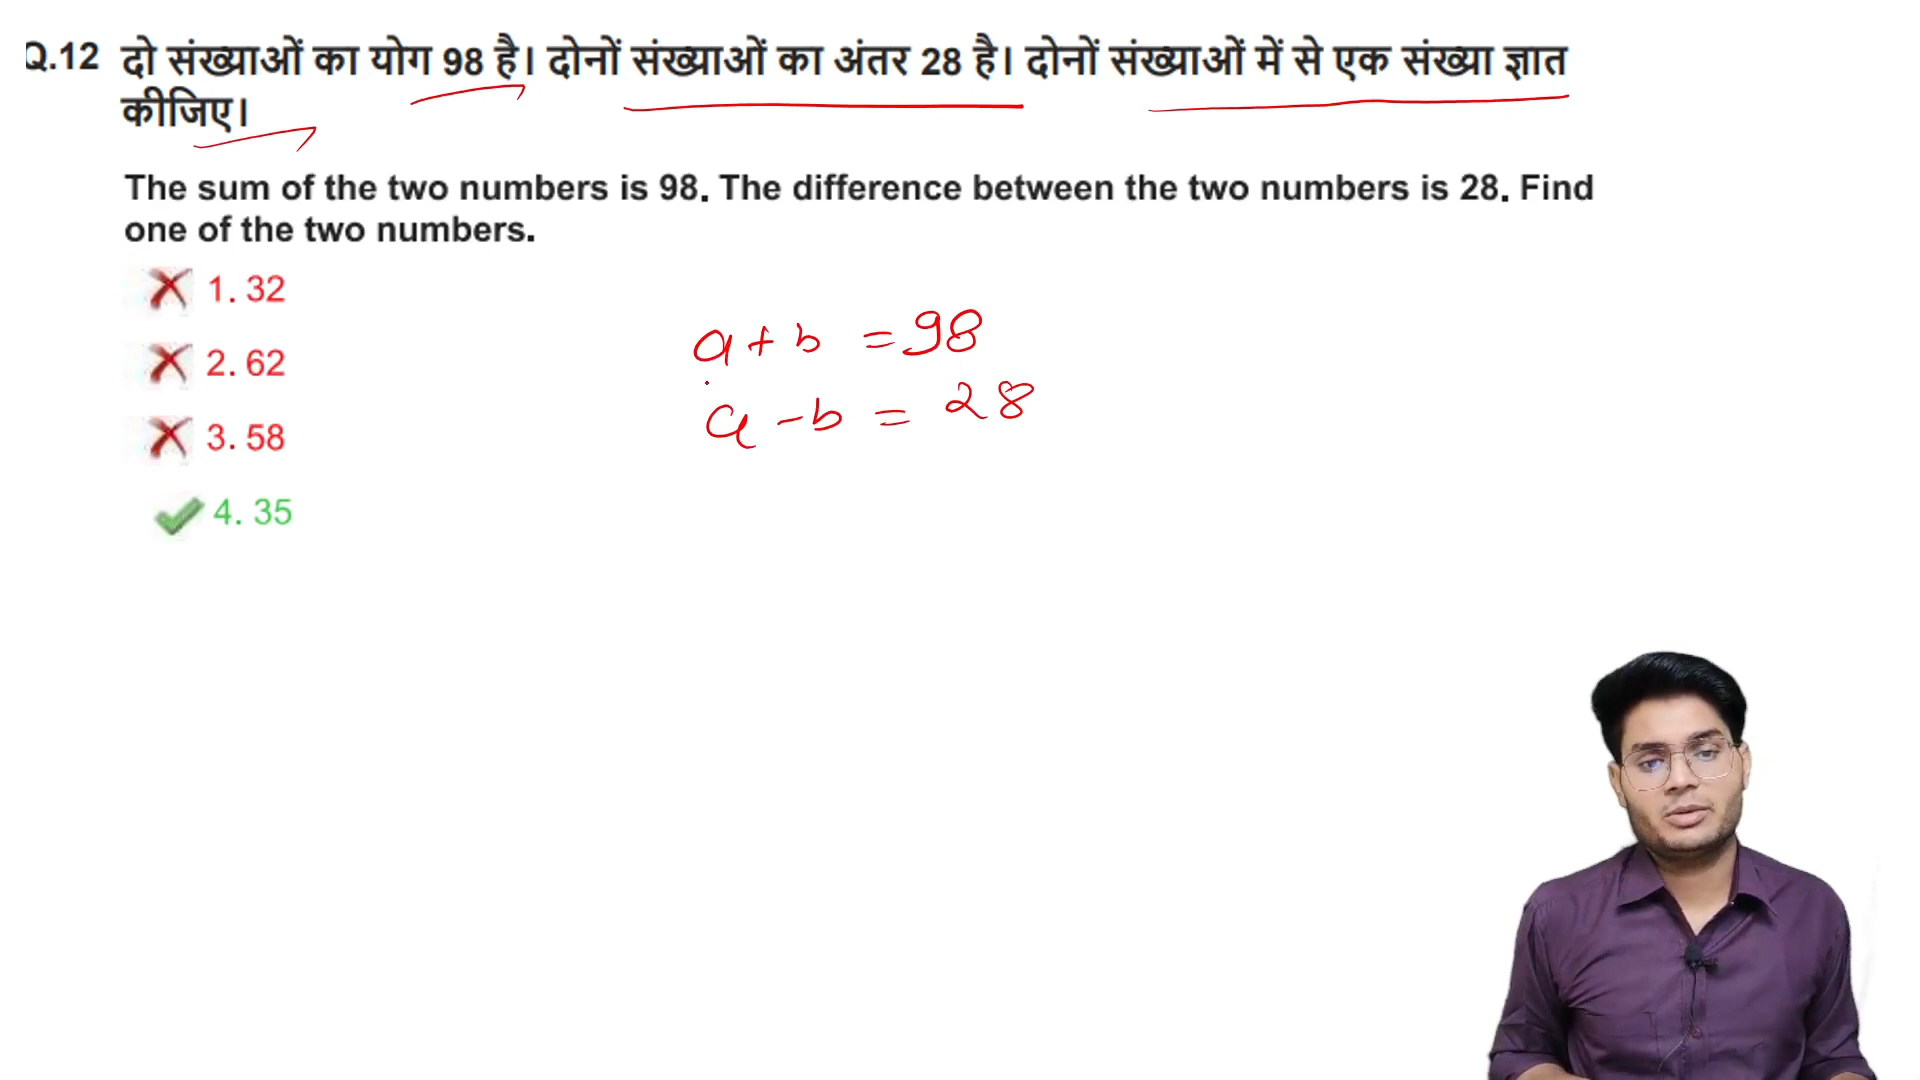 Q.12 दो संख्याओं का योग 98 है। दोनों संख्याओं का अंतर 28 है। दोनों संख्याओं में से एक संख्या ज्ञात
कीजिए।
The sum of the two numbers is 98. The difference between the two numbers is 28. Find
one of the two numbers.
1. 32
2. 62
3. 58
4. 35
a + b = 98
a - b = 28